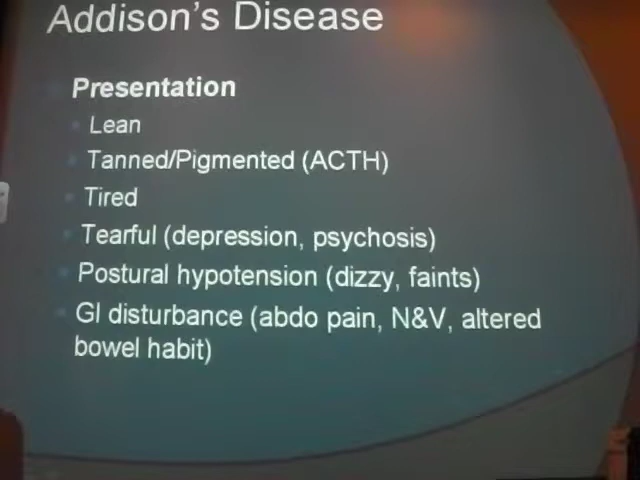 Addison's Disease
Presentation
Lean
Tanned/Pigmented (ACTH)
Tired
Tearful (depression, psychosis)
Postural hypotension (dizzy, faints)
GI disturbance (abdo pain, N&V, altered
bowel habit)